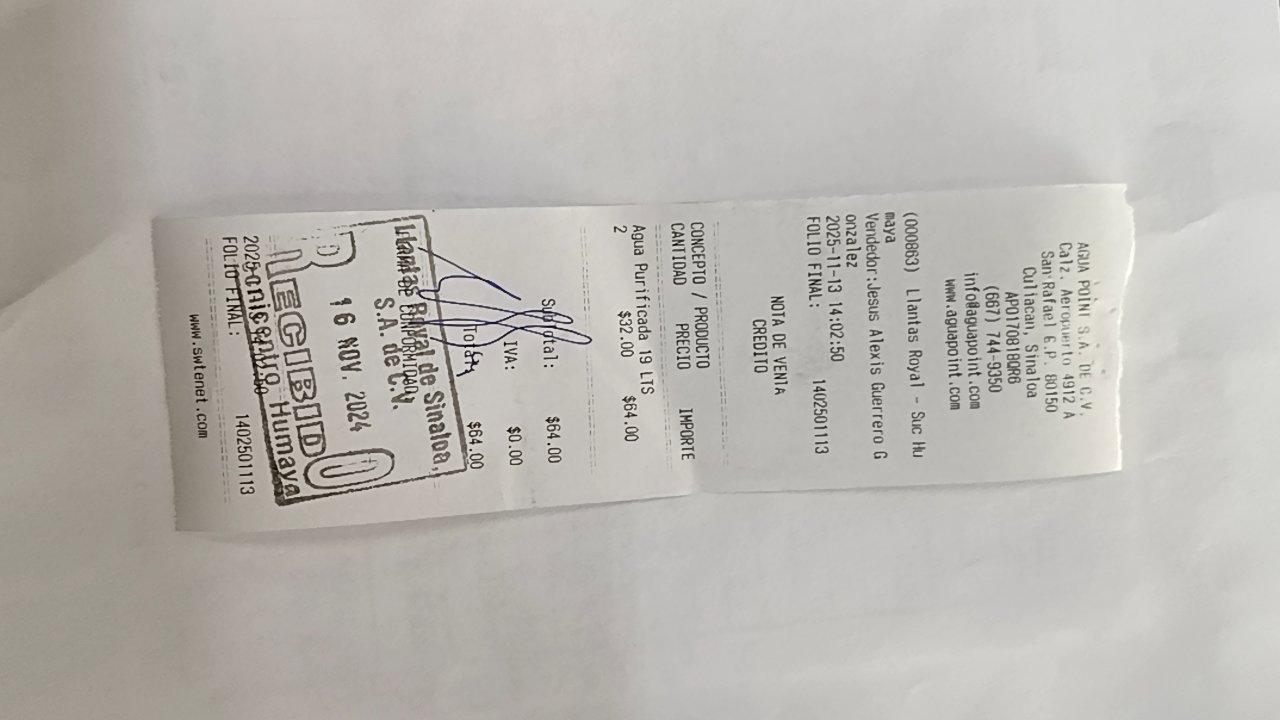 AGUA POINT S.A. DE C.V.
Calz. Aeropuerto 4912 A
San Rafael C.P. 80150
Culiacan, Sinaloa
APO170818QR6
(667) 744-9350
info@aguapoint.com
www.aguapoint.com
(000863) Llantas Royal - Suc Hu
maya
Vendedor:Jesus Alexis Guerrero G
onzalez
2025-11-13 14:02:50
FOLIO FINAL: 1402501113
NOTA DE VENTA
CREDITO
CONCEPTO / PRODUCTO
CANTIDAD PRECIO IMPORTE
Agua Purificada 19 LTS
2 $32.00 $64.00
Subtotal: $64.00
IVA: $0.00
Total: $64.00
Llantas Royal de Sinaloa,
S.A. de C.V.
16 NOV. 2024
RECIBIDO
Humaya
FOLIO FINAL: 1402501113
www.swtenet.com